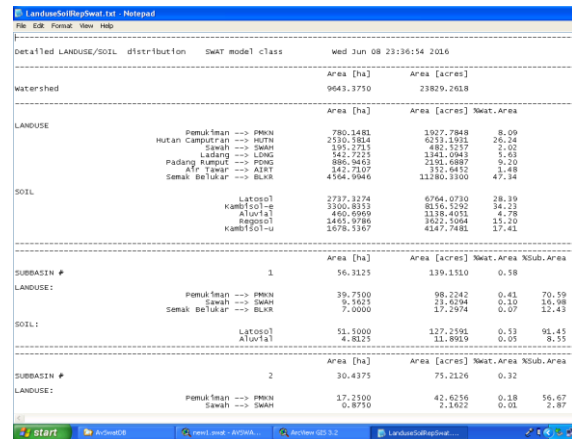 LanduseSoilRepSwat.txt - Notepad
File Edit Format View Help
Detailed LANDUSE/SOIL distribution SWAT model class Wed Jun 08 23:36:54 2016
Area [ha] Area [acres]
Watershed 9643.3750 23829.2618
Area [ha] Area [acres] %Wat.Area
LANDUSE
Pemukiman --> PMKN 780.1481 1927.7848 8.09
Hutan Camputran --> HUTN 2530.5814 6253.1931 26.24
Sawah --> SWAH 195.2715 482.5257 2.02
Ladang --> LDNG 542.7225 1341.0943 5.63
Padang Rumput --> PDNG 886.9463 2191.6887 9.20
Air Tawar --> AIRT 142.7107 352.6452 1.48
Semak Belukar --> BLKR 4564.9946 11280.3300 47.34
SOIL
Latosol 2737.3274 6764.0730 28.39
Kambisol-e 3300.8353 8156.5292 34.23
Aluvial 460.6969 1138.4051 4.78
Regosol 1465.9786 3622.5064 15.20
Kambisol-u 1678.5367 4147.7481 17.41
Area [ha] Area [acres] %Wat.Area %Sub.Area
SUBBASIN # 1 56.3125 139.1510 0.58
LANDUSE:
Pemukiman --> PMKN 39.7500 98.2242 0.41 70.59
Sawah --> SWAH 9.5625 23.6294 0.10 16.98
Semak Belukar --> BLKR 7.0000 17.2974 0.07 12.43
SOIL:
Latosol 51.5000 127.2591 0.53 91.45
Aluvial 4.8125 11.8919 0.05 8.55
Area [ha] Area [acres] %Wat.Area %Sub.Area
SUBBASIN # 2 30.4375 75.2126 0.32
LANDUSE:
Pemukiman --> PMKN 17.2500 42.6256 0.18 56.67
Sawah --> SWAH 0.8750 2.1622 0.01 2.87
start AvSwatDB new1.swat - AVSWA... ArcView GIS 3.2 LanduseSoilRepSwat....